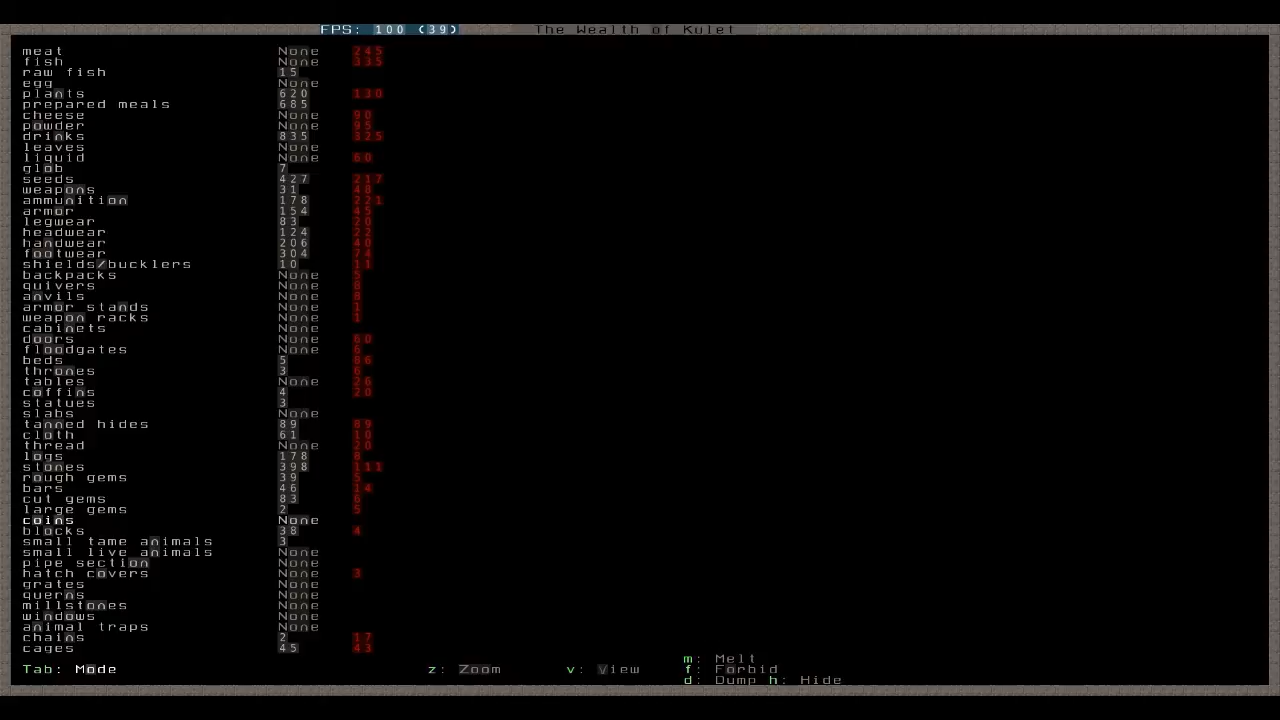 FPS: 100 (39) The Wealth of Kulet
meat None 245
fish None 335
raw fish 15
egg None
plants 620 130
prepared meals 685
cheese None 90
powder None 95
drinks 835 325
leaves None
liquid None 60
glob 7
seeds 427 217
weapons 31 48
ammunition 178 221
armor 154 45
legwear 83 20
headwear 124 22
handwear 206 40
footwear 304 74
shields/bucklers 10 11
backpacks None 5
quivers None 8
anvils None 8
armor stands None 1
weapon racks None 1
cabinets None
doors None 60
floodgates None 6
beds 5 86
thrones 3 6
tables None 26
coffins 4 20
statues 3
slabs None
tanned hides 89 89
cloth 61 10
thread None 20
logs 178 8
stones 398 111
rough gems 39 5
bars 46 14
cut gems 83 6
large gems 2 5
coins None
blocks 38 4
small tame animals 3
small live animals None
pipe section None
hatch covers None 3
grates None
querns None
millstones None
windows None
animal traps None
chains 2 17
cages 45 43
m: Melt
Tab: Mode z: Zoom v: View f: Forbid
d: Dump h: Hide